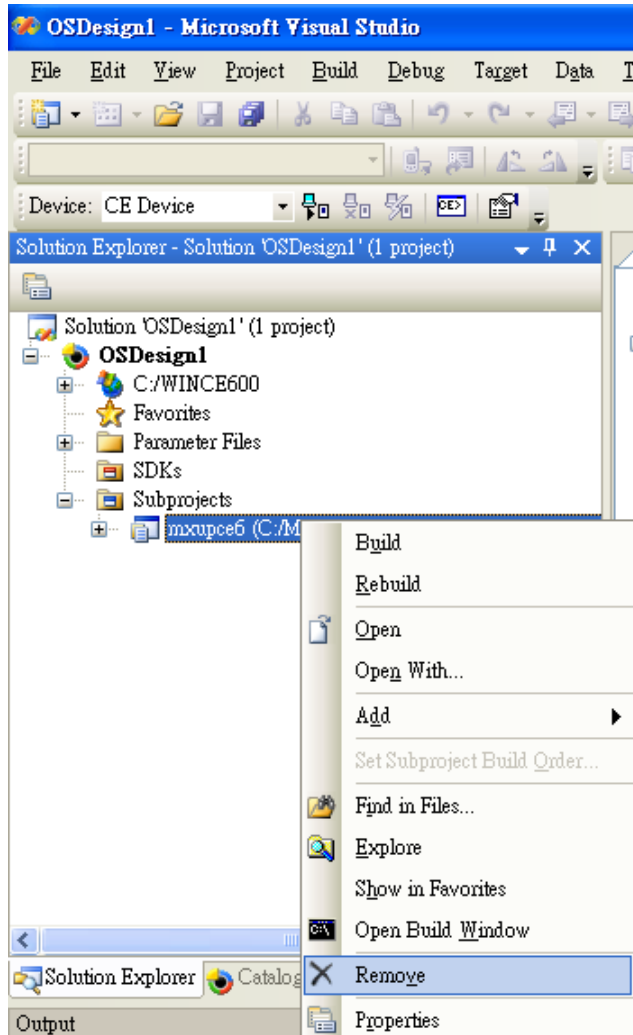 OSDesign1 - Microsoft Visual Studio
File Edit View Project Build Debug Target Data
Device: CE Device
CE>
Solution Explorer - Solution 'OSDesign1' (1 project)
Solution 'OSDesign1' (1 project)
OSDesign1
C:/WINCE600
Favorites
Parameter Files
SDKs
Subprojects
mxupce6 (C:/M
Build
Rebuild
Open
Open With...
Add
Set Subproject Build Order...
Find in Files...
Explore
Show in Favorites
Open Build Window
Remove
Properties
Solution Explorer Catalog
Output